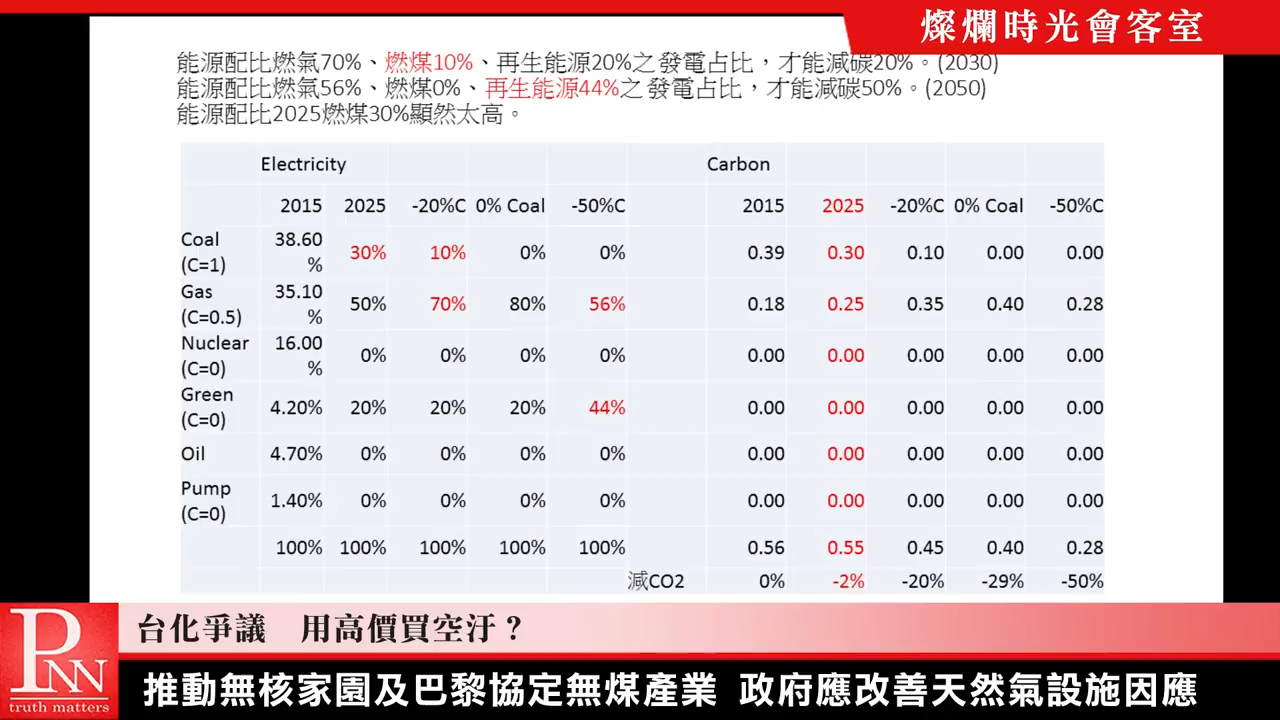 燦爛時光會客室
能源配比燃氣70%、燃煤10%、再生能源20%之發電占比，才能減碳20%。(2030)
能源配比燃氣56%、燃煤0%、再生能源44%之發電占比，才能減碳50%。(2050)
能源配比2025燃煤30%顯然太高。
Electricity Carbon
2015 2025 -20%C 0% Coal -50%C 2015 2025 -20%C 0% Coal -50%C
Coal (C=1) 38.60% 30% 10% 0% 0% 0.39 0.30 0.10 0.00 0.00
Gas (C=0.5) 35.10% 50% 70% 80% 56% 0.18 0.25 0.35 0.40 0.28
Nuclear (C=0) 16.00% 0% 0% 0% 0% 0.00 0.00 0.00 0.00 0.00
Green (C=0) 4.20% 20% 20% 20% 44% 0.00 0.00 0.00 0.00 0.00
Oil 4.70% 0% 0% 0% 0% 0.00 0.00 0.00 0.00 0.00
Pump (C=0) 1.40% 0% 0% 0% 0% 0.00 0.00 0.00 0.00 0.00
100% 100% 100% 100% 100% 0.56 0.55 0.45 0.40 0.28
減CO2 0% -2% -20% -29% -50%
PNN
truth matters
台化爭議 用高價買空汙？
推動無核家園及巴黎協定無煤產業 政府應改善天然氣設施因應